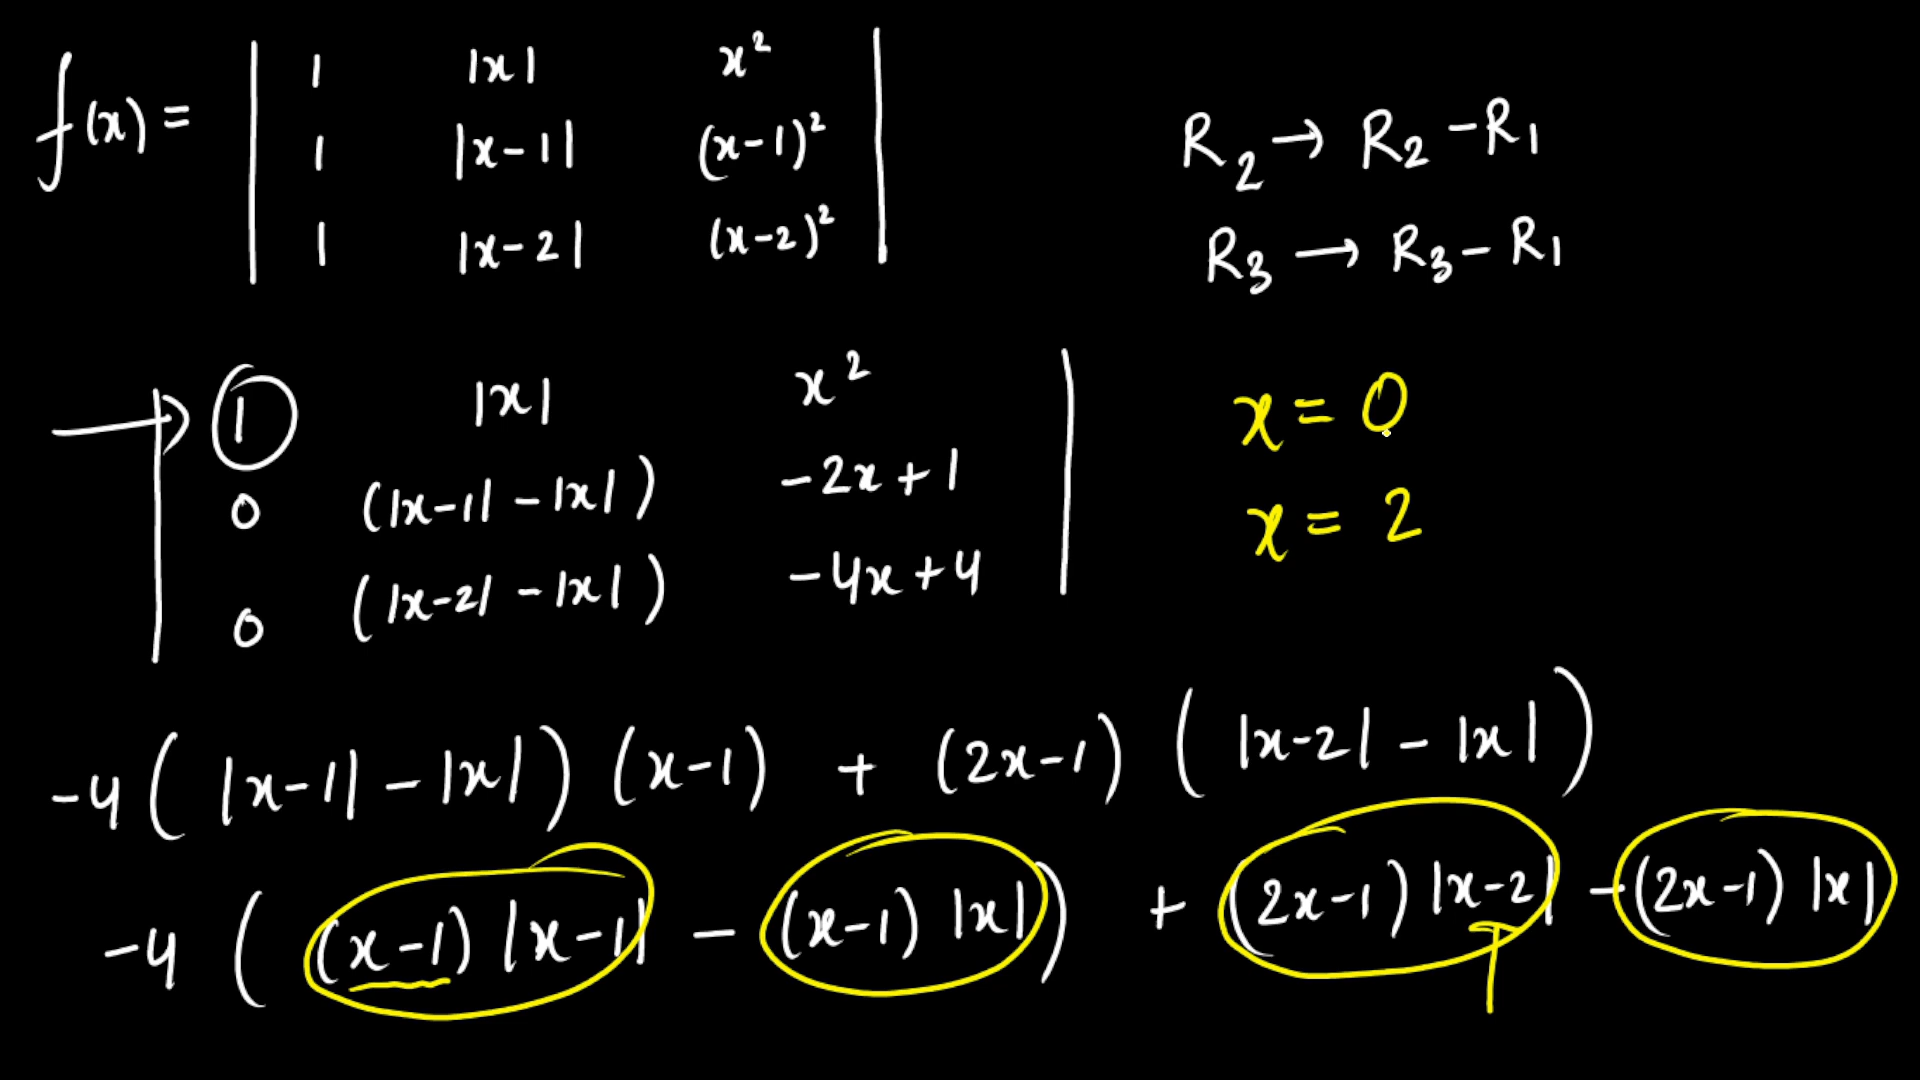 f(x) = | 1 |x| x² |
| 1 |x-1| (x-1)² |
| 1 |x-2| (x-2)² |
R₂ → R₂ - R₁
R₃ → R₃ - R₁
→ | 1 |x| x² |
| 0 (|x-1| - |x|) -2x+1 |
| 0 (|x-2| - |x|) -4x+4 |
x = 0
x = 2
-4 ( |x-1| - |x| ) (x-1) + (2x-1) ( |x-2| - |x| )
-4 ( (x-1) |x-1| - (x-1) |x| ) + (2x-1) |x-2| - (2x-1) |x|